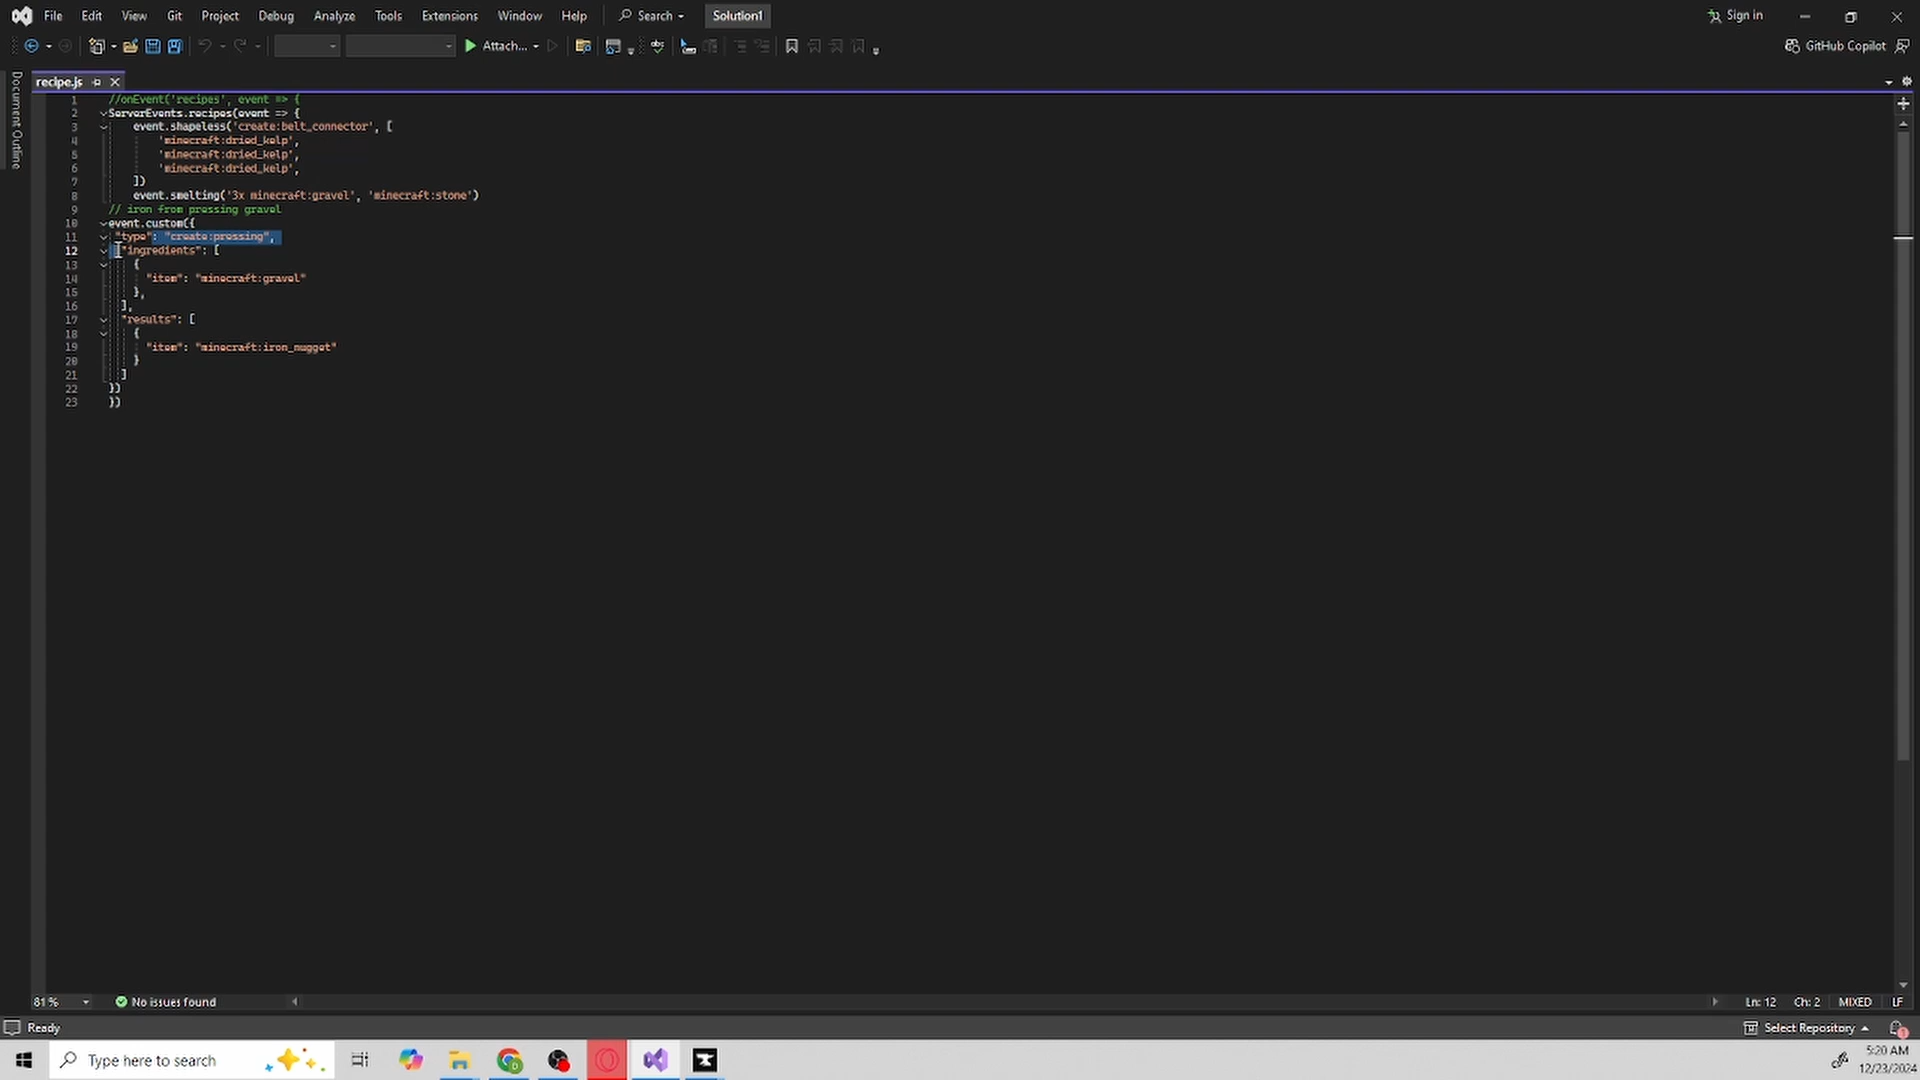 File Edit View Git Project Debug Analyze Tools Extensions Window Help Search Solution1 Sign in
Attach... GitHub Copilot
recipe.js
Document Outline
1 //onEvent('recipes', event => {
2 ServerEvents.recipes(event => {
3 event.shapeless('create:belt_connector', [
4 'minecraft:dried_kelp',
5 'minecraft:dried_kelp',
6 'minecraft:dried_kelp',
7 ])
8 event.smelting('3x minecraft:gravel', 'minecraft:stone')
9 // iron from pressing gravel
10 event.custom({
11 "type": "create:pressing",
12 "ingredients": [
13 {
14 "item": "minecraft:gravel"
15 },
16 ],
17 "results": [
18 {
19 "item": "minecraft:iron_nugget"
20 }
21 ]
22 })
23 })
81 % No issues found Ln: 12 Ch: 2 MIXED LF
Ready Select Repository 1
Type here to search 5:20 AM
12/23/2024